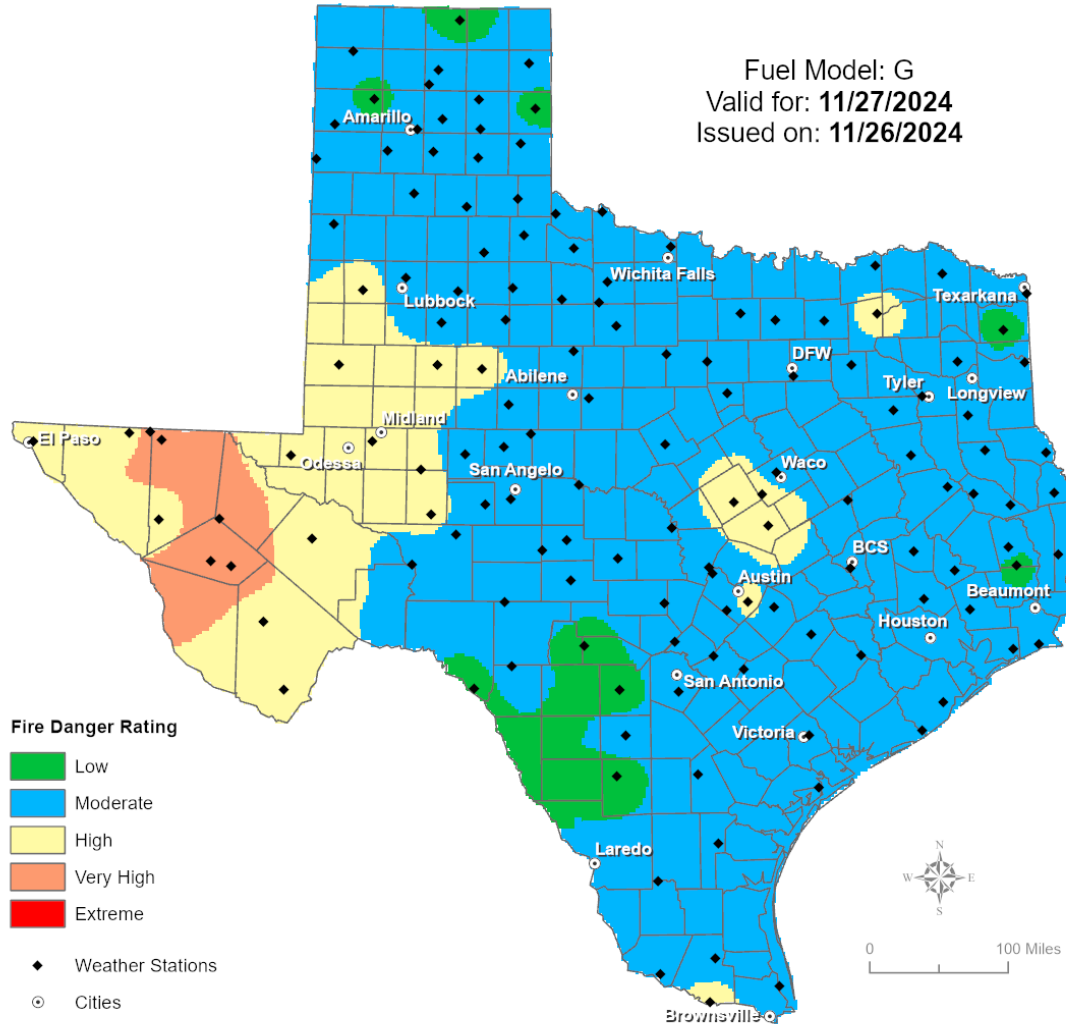 Fuel Model: G
Valid for: 11/27/2024
Issued on: 11/26/2024
Amarillo
Wichita Falls
Lubbock
Texarkana
DFW
Abilene
Tyler
Longview
Midland
El Paso
Odessa
San Angelo
Waco
BCS
Austin
Beaumont
Houston
San Antonio
Victoria
Laredo
Brownsville
Fire Danger Rating
Low
Moderate
High
Very High
Extreme
Weather Stations
Cities
N
W E
S
0 100 Miles